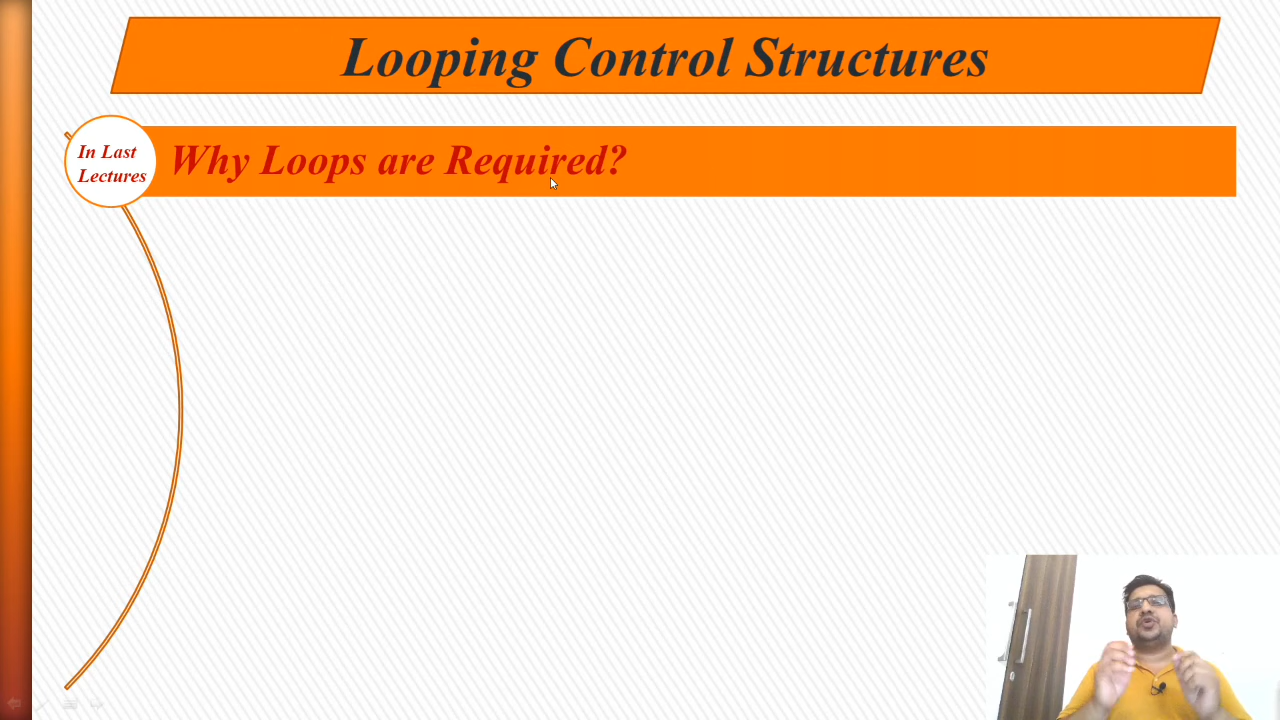 Looping Control Structures
In Last
Lectures
Why Loops are Required?